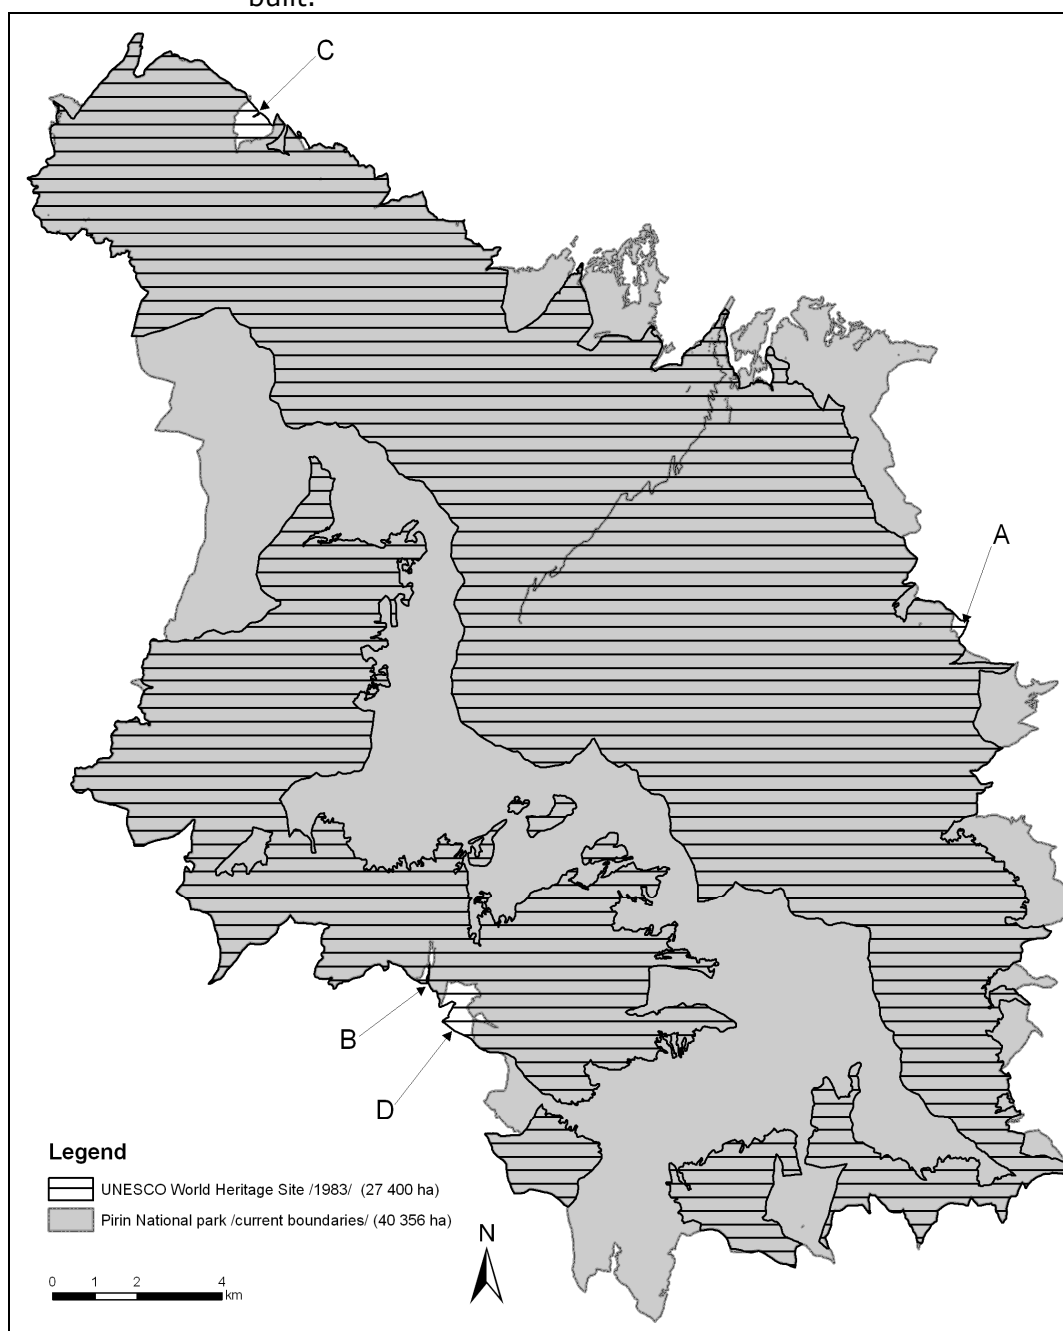 built.
C
A
B
D
Legend
UNESCO World Heritage Site /1983/ (27 400 ha)
Pirin National park /current boundaries/ (40 356 ha)
N
0 1 2 4
km